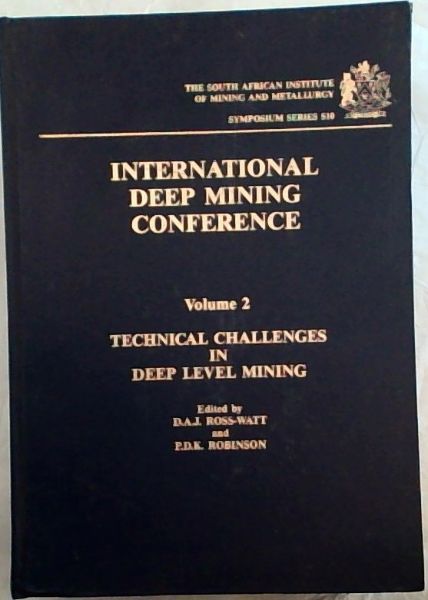 THE SOUTH AFRICAN INSTITUTE
OF MINING AND METALLURGY
SYMPOSIUM SERIES S10
INTERNATIONAL
DEEP MINING
CONFERENCE
Volume 2
TECHNICAL CHALLENGES
IN
DEEP LEVEL MINING
Edited by
D.A.J. ROSS-WATT
and
P.D.K. ROBINSON